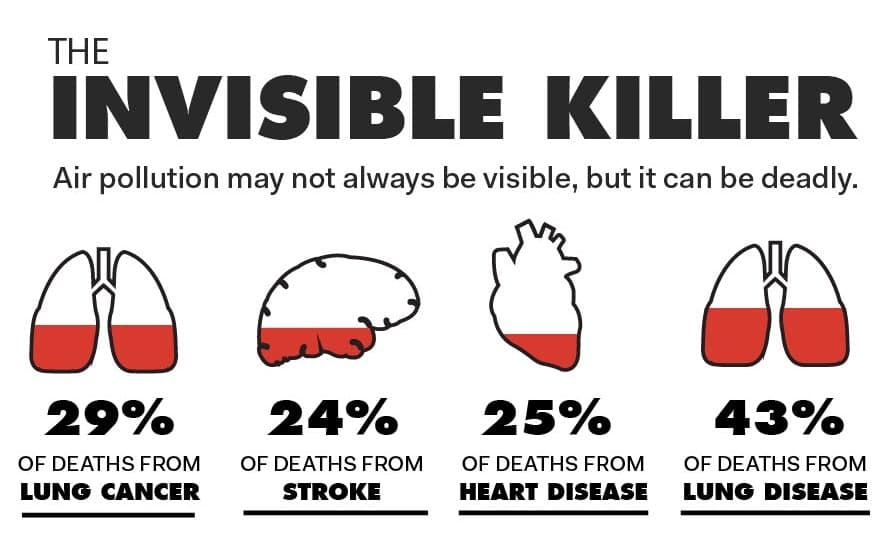 THE
INVISIBLE KILLER
Air pollution may not always be visible, but it can be deadly.
29%
OF DEATHS FROM
LUNG CANCER
24%
OF DEATHS FROM
STROKE
25%
OF DEATHS FROM
HEART DISEASE
43%
OF DEATHS FROM
LUNG DISEASE